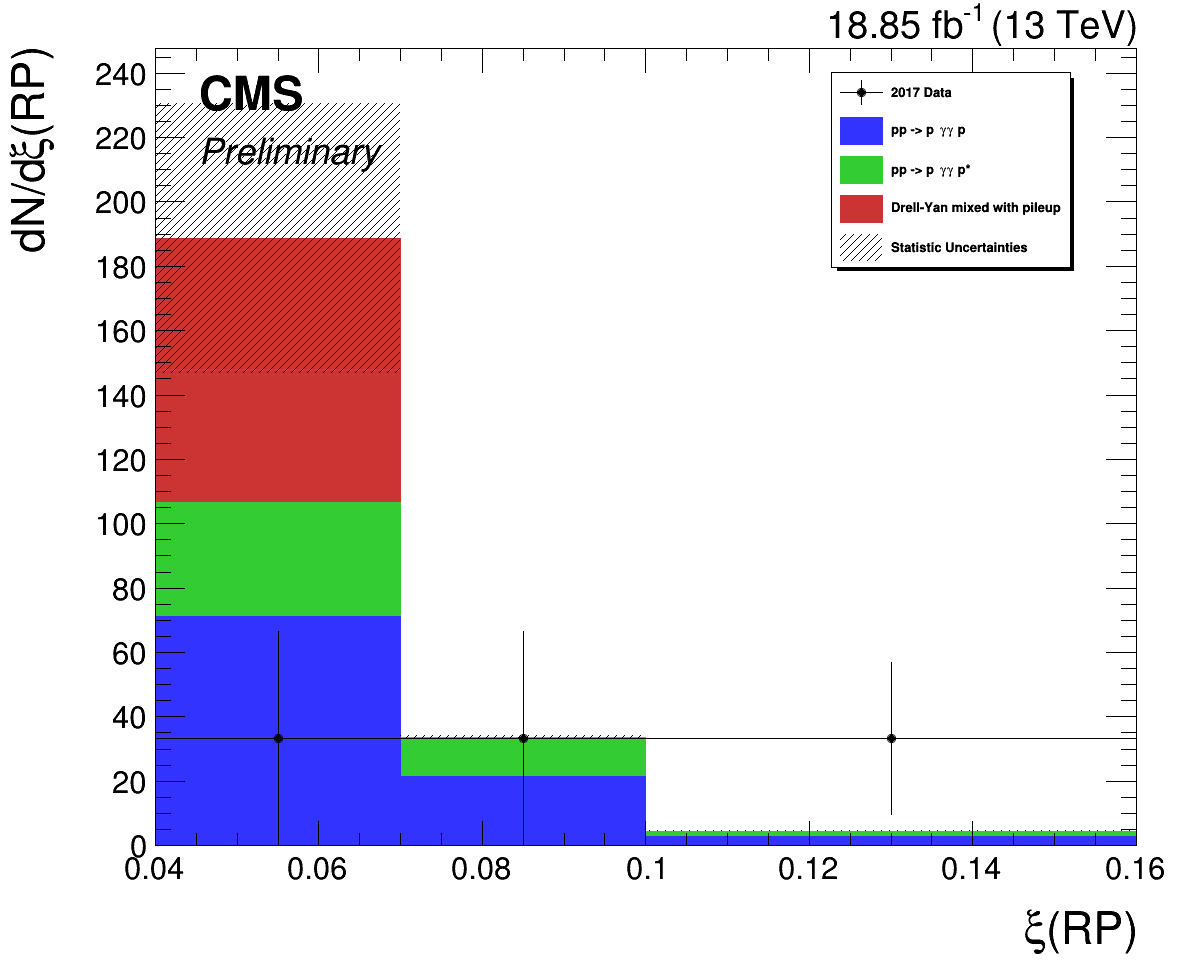 18.85 fb-1 (13 TeV)
CMS
Preliminary
2017 Data
pp -> p γγ p
pp -> p γγ p*
Drell-Yan mixed with pileup
Statistic Uncertainties
dN/dξ(RP)
240
220
200
180
160
140
120
100
80
60
40
20
0
0.04 0.06 0.08 0.1 0.12 0.14 0.16
ξ(RP)